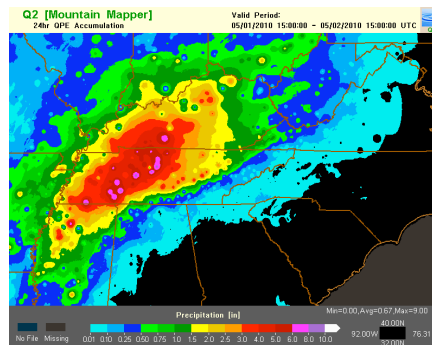 Q2 [Mountain Mapper]
24hr QPE Accumulation
Valid Period:
05/01/2010 15:00:00 - 05/02/2010 15:00:00 UTC
Precipitation [in]
Min=0.00,Avg=0.67,Max=9.00
No File Missing
0.01 0.10 0.25 0.50 0.75 1.0 1.5 2.0 2.5 3.0 4.0 5.0 6.0 8.0 10.0
40.00N
92.00W 76.31
32.00N